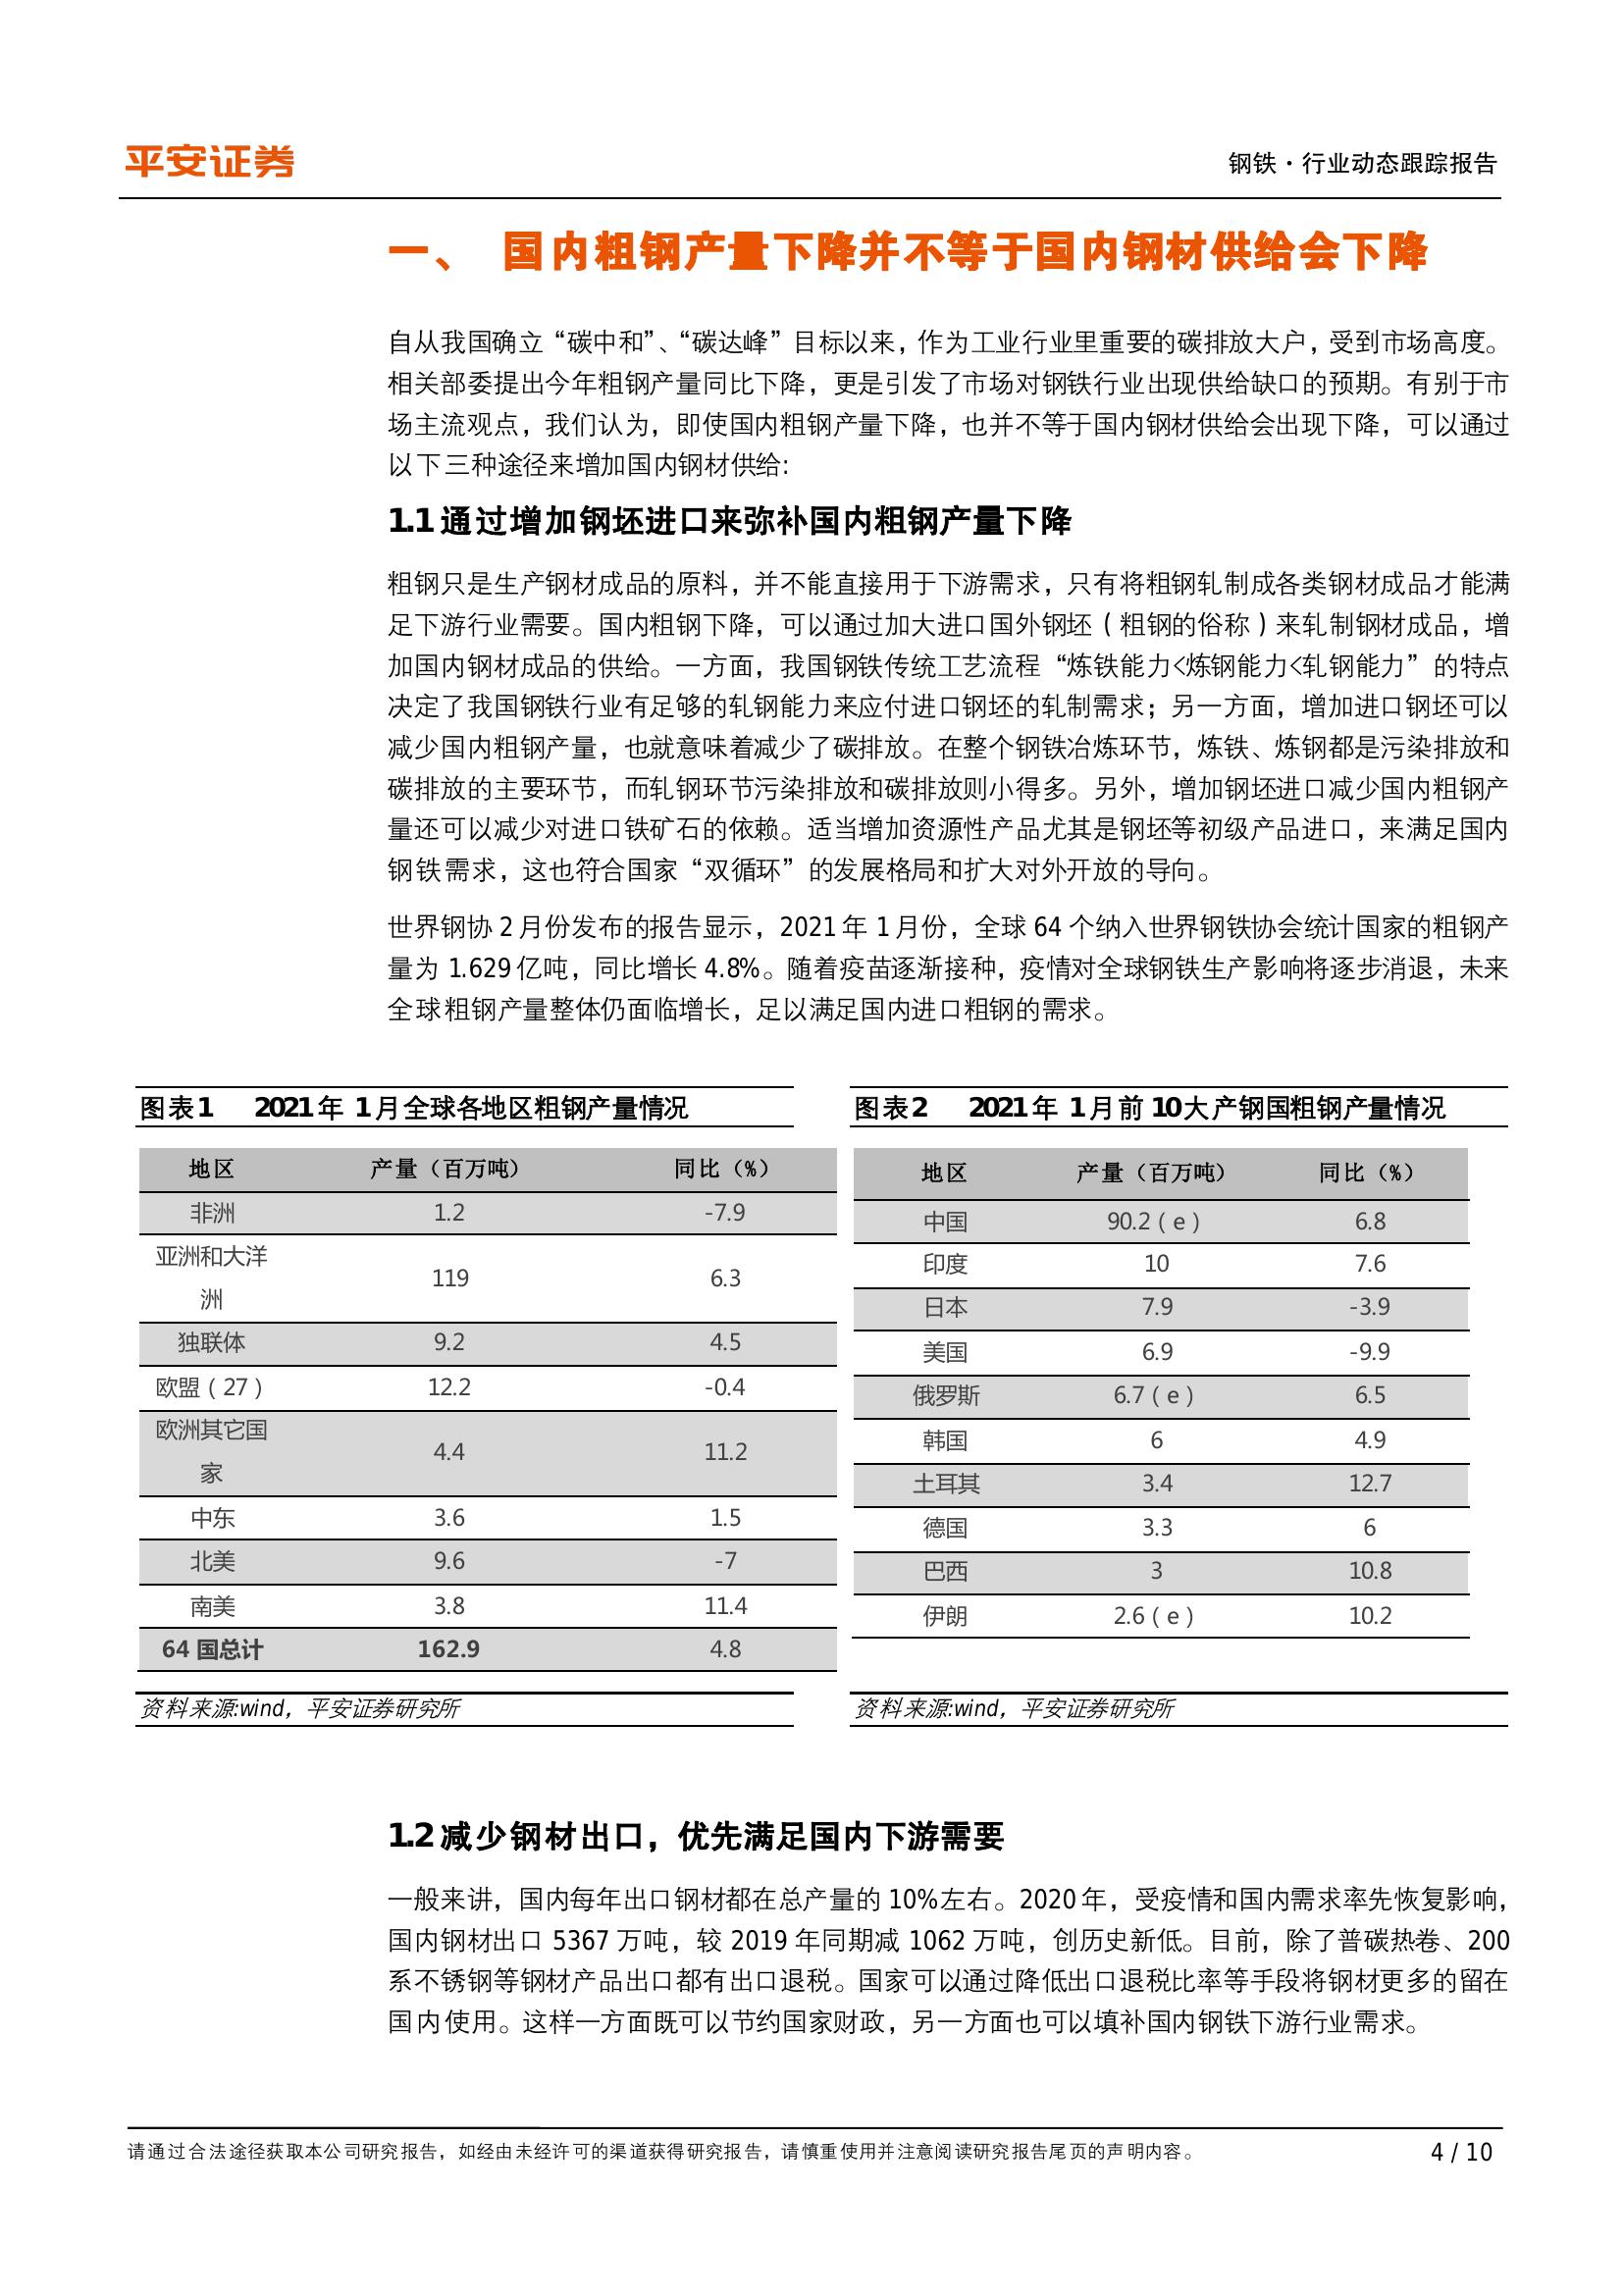 平安证券
钢铁·行业动态跟踪报告
一、 国内粗钢产量下降并不等于国内钢材供给会下降
自从我国确立“碳中和”、“碳达峰”目标以来，作为工业行业里重要的碳排放大户，受到市场高度。
相关部委提出今年粗钢产量同比下降，更是引发了市场对钢铁行业出现供给缺口的预期。有别于市
场主流观点，我们认为，即使国内粗钢产量下降，也并不等于国内钢材供给会出现下降，可以通过
以下三种途径来增加国内钢材供给:
1.1 通过增加钢坯进口来弥补国内粗钢产量下降
粗钢只是生产钢材成品的原料，并不能直接用于下游需求，只有将粗钢轧制成各类钢材成品才能满
足下游行业需要。国内粗钢下降，可以通过加大进口国外钢坯（粗钢的俗称）来轧制钢材成品，增
加国内钢材成品的供给。一方面，我国钢铁传统工艺流程“炼铁能力<炼钢能力<轧钢能力”的特点
决定了我国钢铁行业有足够的轧钢能力来应付进口钢坯的轧制需求；另一方面，增加进口钢坯可以
减少国内粗钢产量，也就意味着减少了碳排放。在整个钢铁冶炼环节，炼铁、炼钢都是污染排放和
碳排放的主要环节，而轧钢环节污染排放和碳排放则小得多。另外，增加钢坯进口减少国内粗钢产
量还可以减少对进口铁矿石的依赖。适当增加资源性产品尤其是钢坯等初级产品进口，来满足国内
钢铁需求，这也符合国家“双循环”的发展格局和扩大对外开放的导向。
世界钢协 2 月份发布的报告显示，2021 年 1 月份，全球 64 个纳入世界钢铁协会统计国家的粗钢产
量为 1.629 亿吨，同比增长 4.8%。随着疫苗逐渐接种，疫情对全球钢铁生产影响将逐步消退，未来
全球粗钢产量整体仍面临增长，足以满足国内进口粗钢的需求。
图表1 2021 年 1 月全球各地区粗钢产量情况
地区 产量（百万吨） 同比（%）
非洲 1.2 -7.9
亚洲和大洋
洲 119 6.3
独联体 9.2 4.5
欧盟（27） 12.2 -0.4
欧洲其它国
家 4.4 11.2
中东 3.6 1.5
北美 9.6 -7
南美 3.8 11.4
64 国总计 162.9 4.8
资料来源:wind，平安证券研究所
图表2 2021 年 1 月前 10 大产钢国粗钢产量情况
地区 产量（百万吨） 同比（%）
中国 90.2（e） 6.8
印度 10 7.6
日本 7.9 -3.9
美国 6.9 -9.9
俄罗斯 6.7（e） 6.5
韩国 6 4.9
土耳其 3.4 12.7
德国 3.3 6
巴西 3 10.8
伊朗 2.6（e） 10.2
资料来源:wind，平安证券研究所
1.2 减少钢材出口，优先满足国内下游需要
一般来讲，国内每年出口钢材都在总产量的 10%左右。2020 年，受疫情和国内需求率先恢复影响，
国内钢材出口 5367 万吨，较 2019 年同期减 1062 万吨，创历史新低。目前，除了普碳热卷、200
系不锈钢等钢材产品出口都有出口退税。国家可以通过降低出口退税比率等手段将钢材更多的留在
国内使用。这样一方面既可以节约国家财政，另一方面也可以填补国内钢铁下游行业需求。
请通过合法途径获取本公司研究报告，如经由未经许可的渠道获得研究报告，请慎重使用并注意阅读研究报告尾页的声明内容。
4 / 10